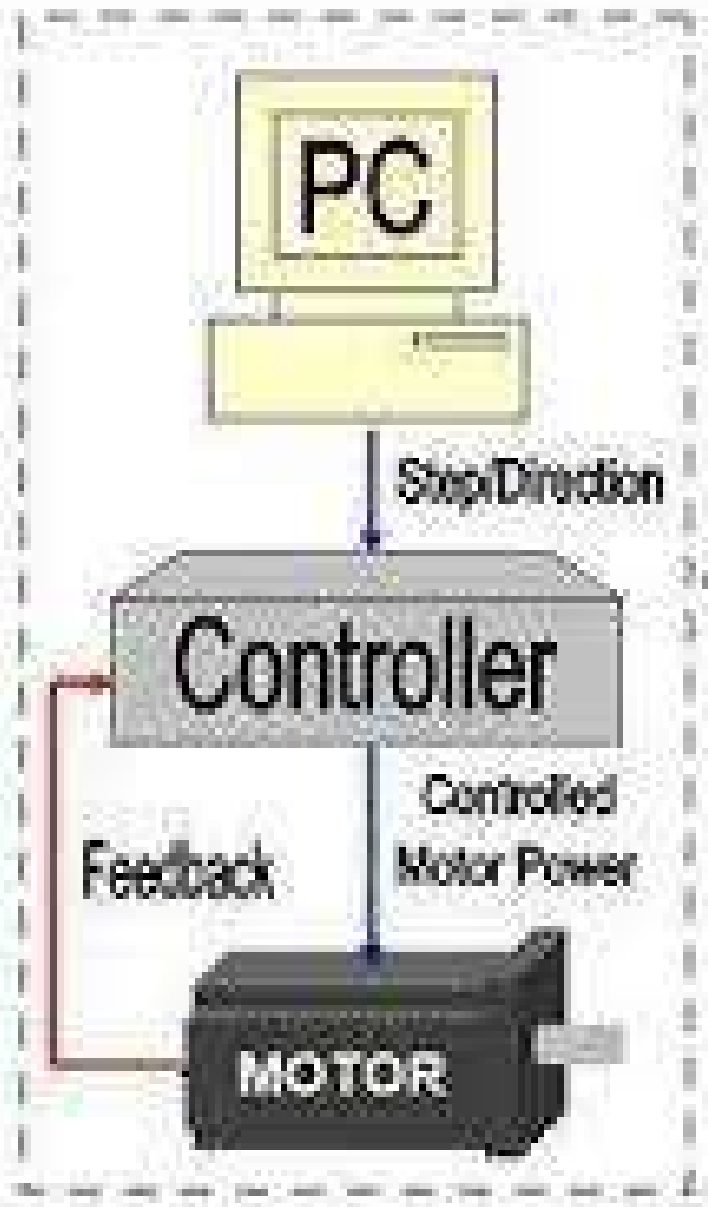 PC
Step/Direction
Controller
Controlled
Motor Power
Feedback
MOTOR